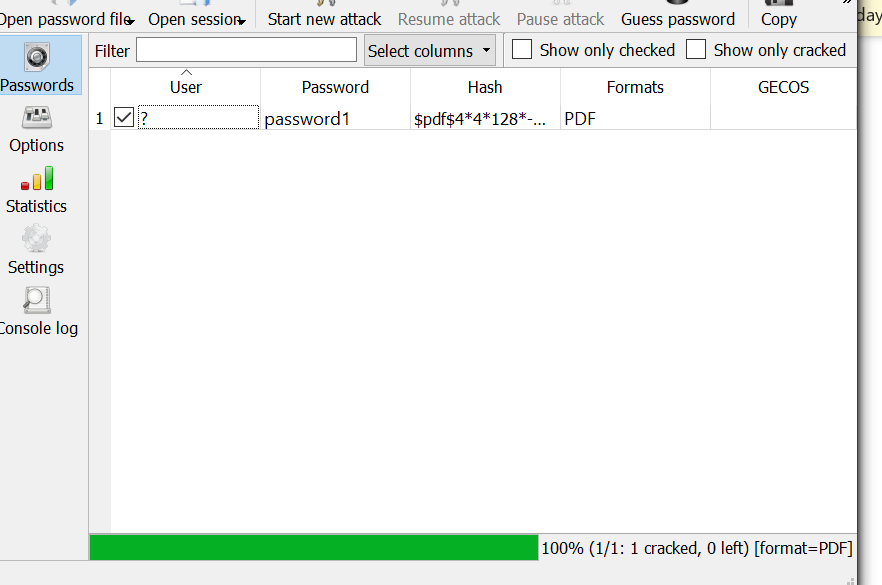 Open password file Open session Start new attack Resume attack Pause attack Guess password Copy »
day
Passwords
Filter Select columns Show only checked Show only cracked
User Password Hash Formats GECOS
1 ? password1 $pdf$4*4*128*-... PDF
Options
Statistics
Settings
Console log
100% (1/1: 1 cracked, 0 left) [format=PDF]